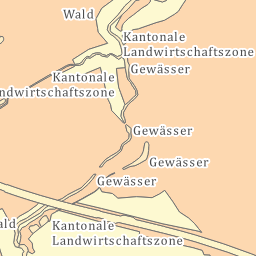 Wald
Kantonale
Landwirtschaftszone
Gewässer
Kantonale
ndwirtschaftszone
Gewässer
Gewässer
Gewässer
ald
Kantonale
Landwirtschaftszone